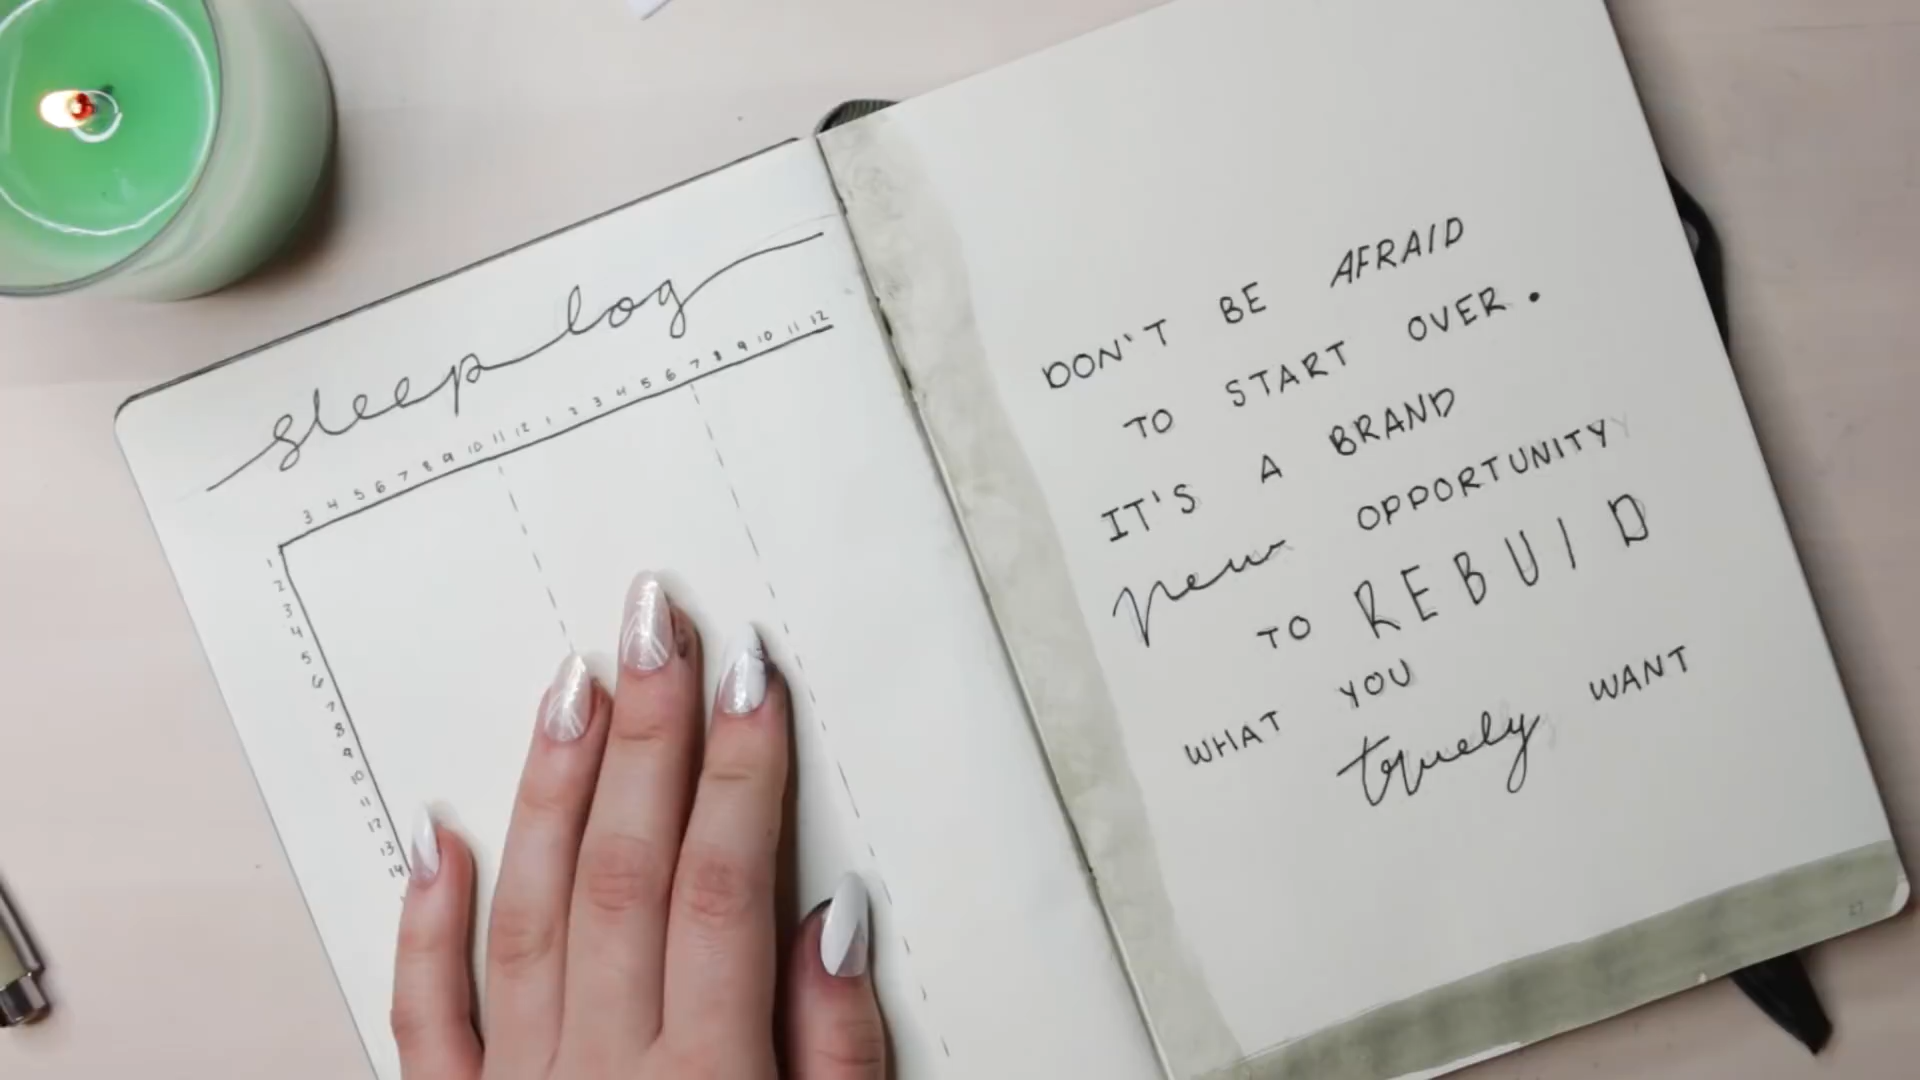 sleep log
3 4 5 6 7 8 9 10 11 12 1 2 3 4 5 6 7 8 9 10 11 12
1
2
3
4
5
6
7
8
9
10
11
12
13
14
DON'T BE AFRAID
TO START OVER.
IT'S A BRAND
new OPPORTUNITY
TO REBUID
WHAT YOU
truely WANT
27